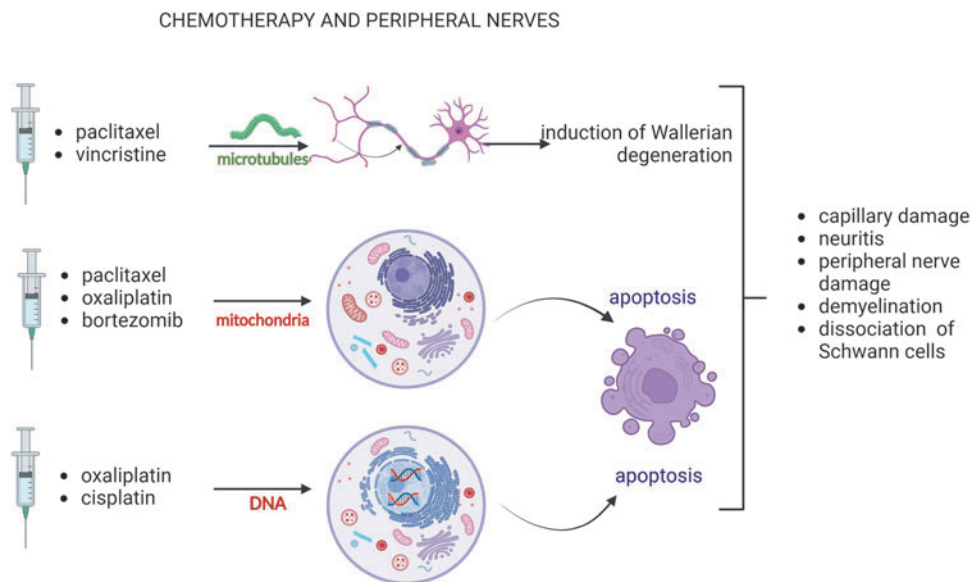 CHEMOTHERAPY AND PERIPHERAL NERVES
• paclitaxel
• vincristine
microtubules
induction of Wallerian
degeneration
• paclitaxel
• oxaliplatin
• bortezomib
mitochondria
apoptosis
• oxaliplatin
• cisplatin
DNA
apoptosis
• capillary damage
• neuritis
• peripheral nerve
damage
• demyelination
• dissociation of
Schwann cells